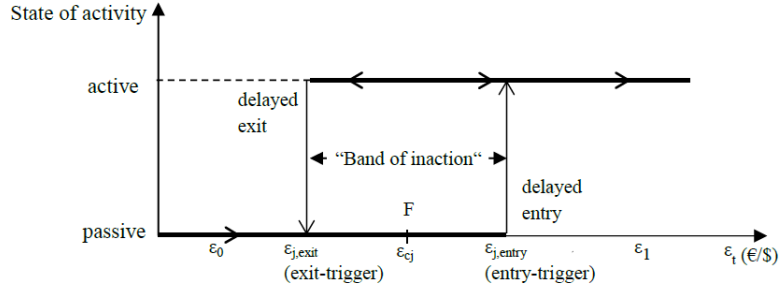 State of activity
active
delayed
exit
“Band of inaction“
delayed
entry
F
passive
ε0
εj,exit
εcj
εj,entry
ε1
εt (€/$)
(exit-trigger)
(entry-trigger)